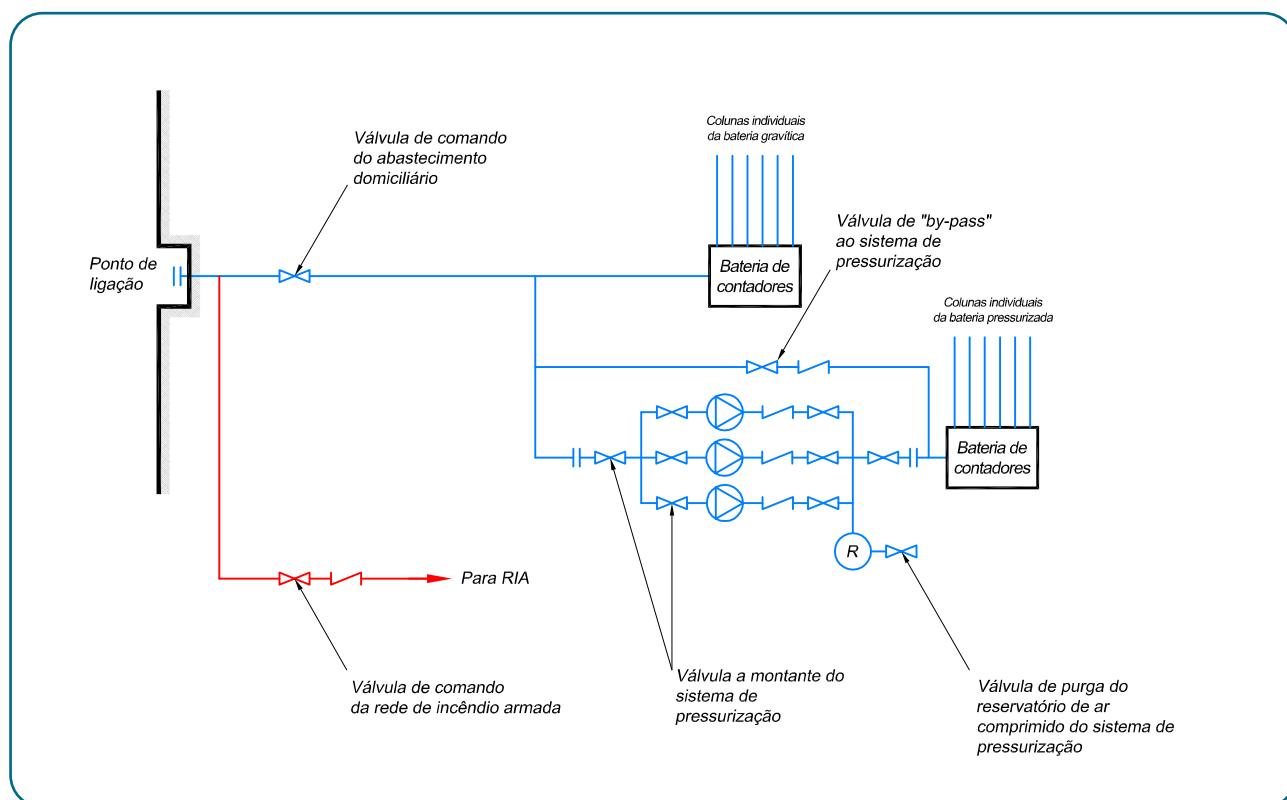 Colunas individuais
da bateria gravítica
Válvula de comando
do abastecimento
domiciliário
Válvula de "by-pass"
ao sistema de
pressurização
Ponto de
ligação
Bateria de
contadores
Colunas individuais
da bateria pressurizada
Bateria de
contadores
R
Para RIA
Válvula de comando
da rede de incêndio armada
Válvula a montante do
sistema de
pressurização
Válvula de purga do
reservatório de ar
comprimido do sistema de
pressurização